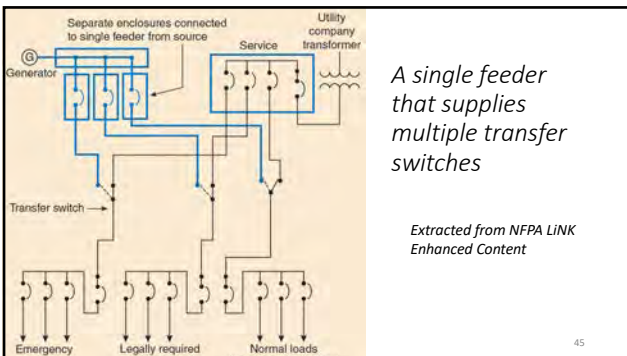 Separate enclosures connected
to single feeder from source
Utility
company
transformer
Service
G
Generator
Transfer switch
Emergency
Legally required
Normal loads
A single feeder
that supplies
multiple transfer
switches
Extracted from NFPA LiNK
Enhanced Content
45